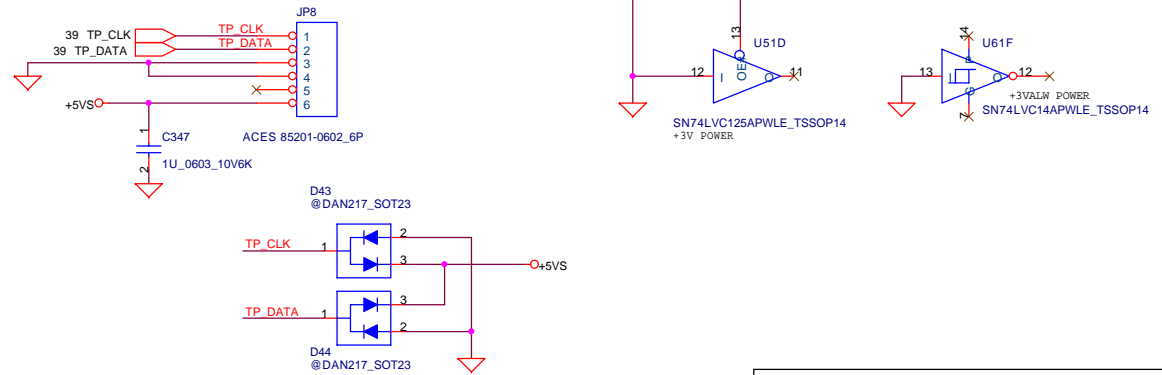 JP8
39 TP_CLK
TP_CLK
1
39 TP_DATA
TP_DATA
2
3
4
5
+5VS
6
1
C347
ACES 85201-0602_6P
2
1U_0603_10V6K
13
U51D
12
I
OE#
O
11
SN74LVC125APWLE_TSSOP14
+3V POWER
14
U61F
P
13
I
O
12
G
+3VALW POWER
7
SN74LVC14APWLE_TSSOP14
D43
@DAN217_SOT23
TP_CLK
1
2
3
+5VS
TP_DATA
1
3
2
D44
@DAN217_SOT23